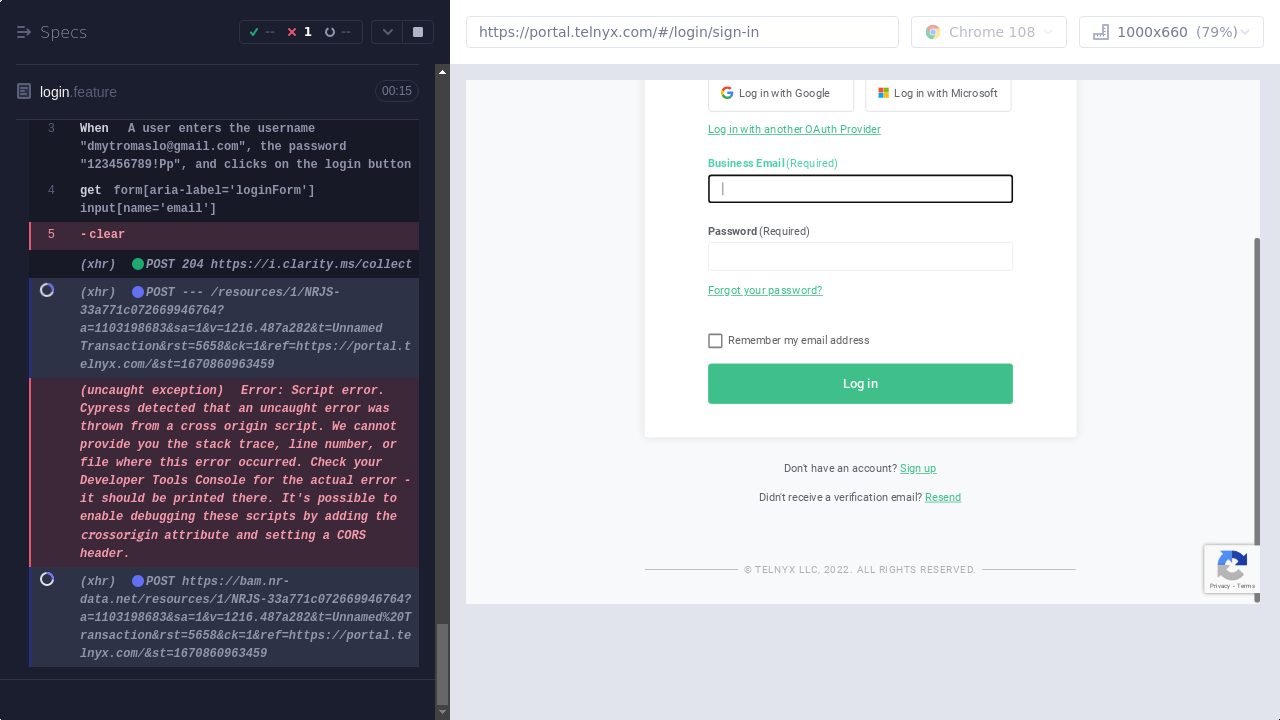 Specs
--
1
--
login.feature
00:15
3 When A user enters the username
"dmytromaslo@gmail.com", the password
"123456789!Pp", and clicks on the login button
4 get form[aria-label='loginForm']
input[name='email']
5 -clear
(xhr) POST 204 https://i.clarity.ms/collect
(xhr) POST --- /resources/1/NRJS-
33a771c072669946764?
a=1103198683&sa=1&v=1216.487a282&t=Unnamed
Transaction&rst=5658&ck=1&ref=https://portal.t
elnyx.com/&st=1670860963459
(uncaught exception) Error: Script error.
Cypress detected that an uncaught error was
thrown from a cross origin script. We cannot
provide you the stack trace, line number, or
file where this error occurred. Check your
Developer Tools Console for the actual error -
it should be printed there. It's possible to
enable debugging these scripts by adding the
crossorigin attribute and setting a CORS
header.
(xhr) POST https://bam.nr-
data.net/resources/1/NRJS-33a771c072669946764?
a=1103198683&sa=1&v=1216.487a282&t=Unnamed%20T
ransaction&rst=5658&ck=1&ref=https://portal.te
lnyx.com/&st=1670860963459
https://portal.telnyx.com/#/login/sign-in
Chrome 108
1000x660 (79%)
Log in with Google
Log in with Microsoft
Log in with another OAuth Provider
Business Email (Required)
Password (Required)
Forgot your password?
Remember my email address
Log in
Don't have an account? Sign up
Didn't receive a verification email? Resend
© TELNYX LLC, 2022. ALL RIGHTS RESERVED.
Privacy - Terms